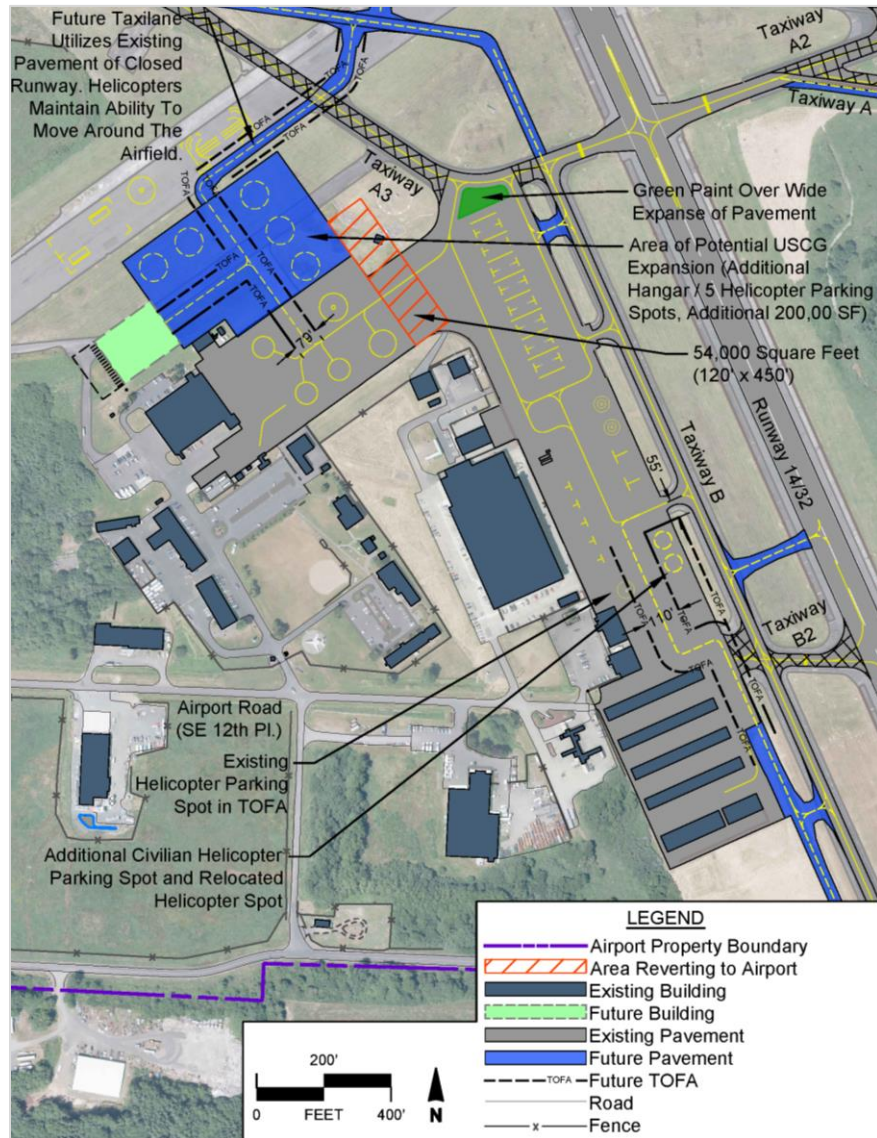 Future Taxilane
Utilizes Existing
Pavement of Closed
Runway. Helicopters
Maintain Ability To
Move Around The
Airfield.
TOFA
TOFA
TOFA
TOFA
TOFA
TOFA
TOFA
TOFA
Taxiway
A3
Taxiway
A2
Taxiway A
Green Paint Over Wide
Expanse of Pavement
Area of Potential USCG
Expansion (Additional
Hangar / 5 Helicopter Parking
Spots, Additional 200,00 SF)
54,000 Square Feet
(120' x 450')
Runway 14/32
Taxiway B
55'
110'
TOFA
TOFA
TOFA
TOFA
TOFA
TOFA
Taxiway
B2
Airport Road
(SE 12th Pl.)
Existing
Helicopter Parking
Spot in TOFA
Additional Civilian Helicopter
Parking Spot and Relocated
Helicopter Spot
LEGEND
Airport Property Boundary
Area Reverting to Airport
Existing Building
Future Building
Existing Pavement
Future Pavement
TOFA
Future TOFA
Road
x
Fence
200'
0
FEET
400'
N